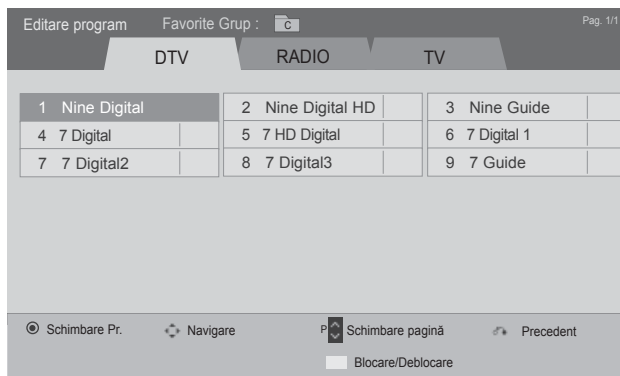 Editare program Favorite Grup : C Pag. 1/1
DTV RADIO TV
1 Nine Digital 2 Nine Digital HD 3 Nine Guide
4 7 Digital 5 7 HD Digital 6 7 Digital 1
7 7 Digital2 8 7 Digital3 9 7 Guide
Schimbare Pr. Navigare P Schimbare pagină Precedent
Blocare/Deblocare